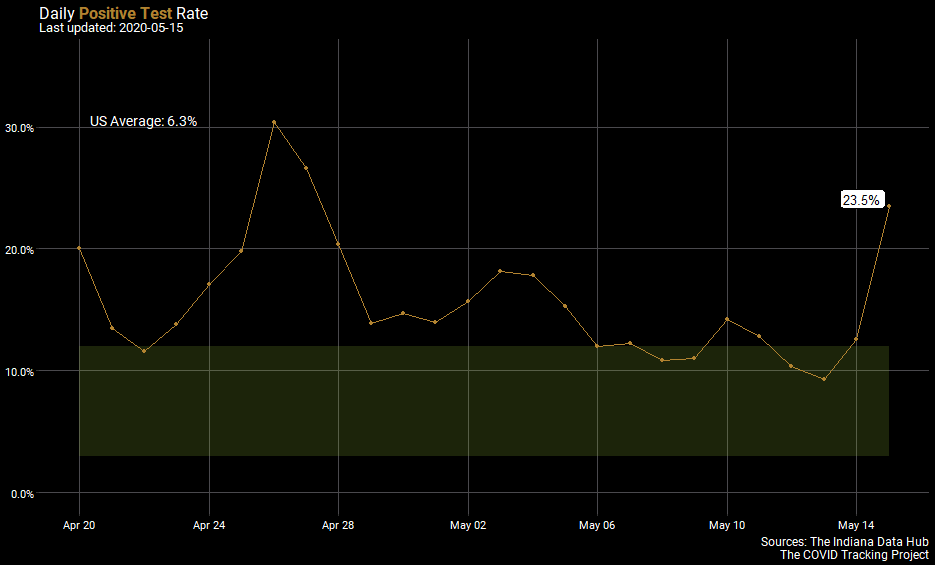 Daily Positive Test Rate
Last updated: 2020-05-15
US Average: 6.3%
30.0%
23.5%
20.0%
10.0%
0.0%
Apr 20 Apr 24 Apr 28 May 02 May 06 May 10 May 14
Sources: The Indiana Data Hub
The COVID Tracking Project